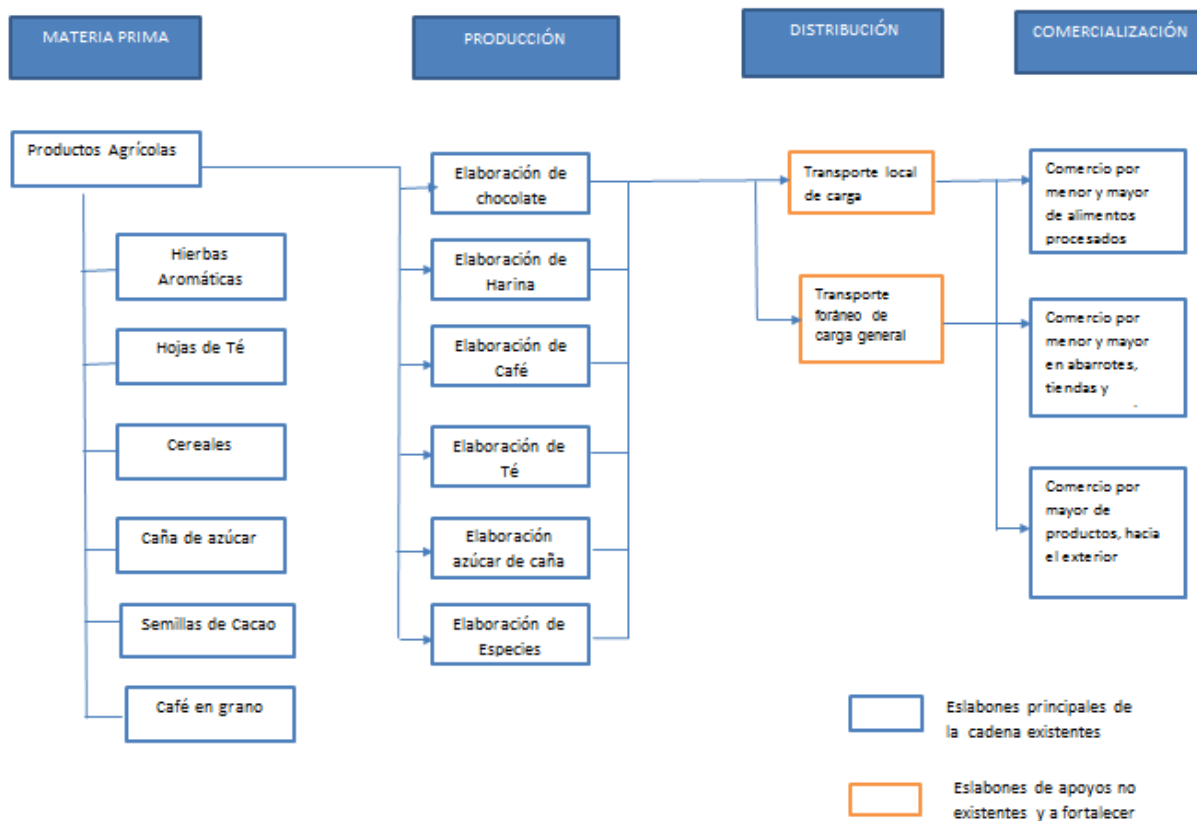 MATERIA PRIMA
PRODUCCIÓN
DISTRIBUCIÓN
COMERCIALIZACIÓN
Productos Agrícolas
Hierbas
Aromáticas
Hojas de Té
Cereales
Caña de azúcar
Semillas de Cacao
Café en grano
Elaboración de
chocolate
Elaboración de
Harina
Elaboración de
Café
Elaboración de
Té
Elaboración
azúcar de caña
Elaboración de
Especies
Transporte local
de carga
Transporte
foráneo de
carga general
Comercio por
menor y mayor
de alimentos
procesados
Comercio por
menor y mayor
en abarrotes,
tiendas y
Comercio por
mayor de
productos, hacia
el exterior
Eslabones principales de
la cadena existentes
Eslabones de apoyos no
existentes y a fortalecer